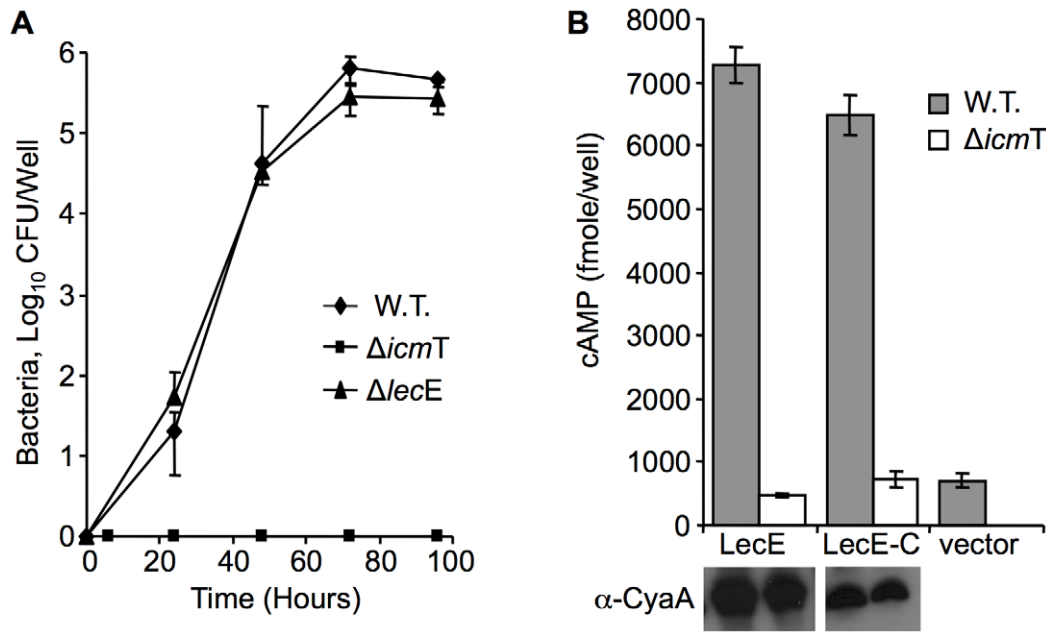 A
Bacteria, Log10 CFU/Well
6
5
4
3
2
1
0
0 20 40 60 80 100
Time (Hours)
W.T.
ΔicmT
ΔlecE
B
cAMP (fmole/well)
8000
7000
6000
5000
4000
3000
2000
1000
0
W.T.
ΔicmT
LecE LecE-C vector
α-CyaA